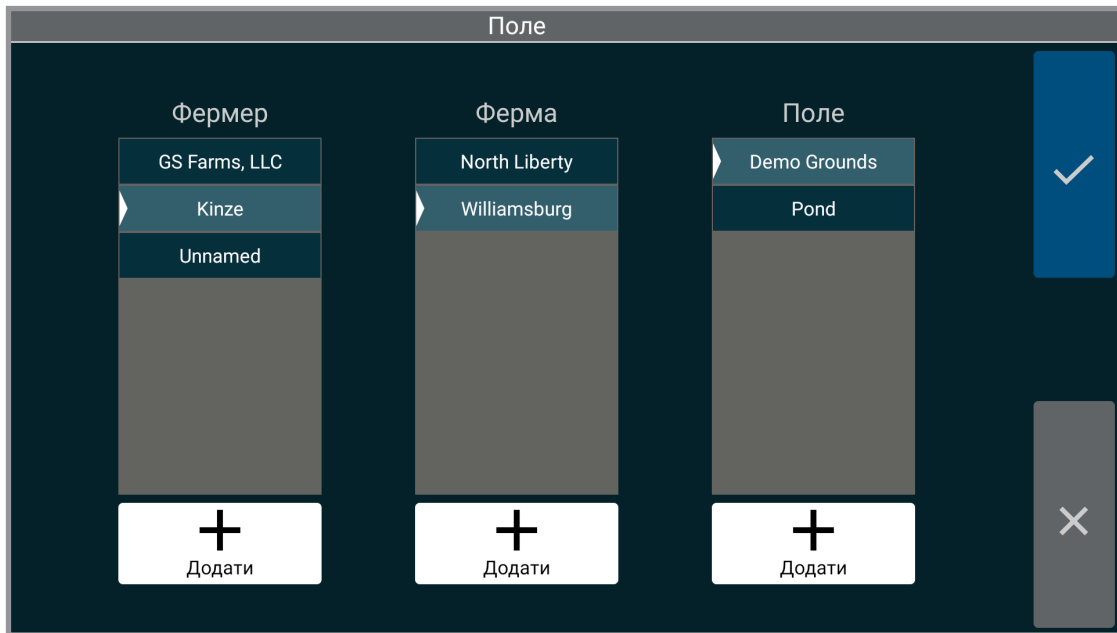 Поле
Фермер
GS Farms, LLC
Kinze
Unnamed
Додати
Ферма
North Liberty
Williamsburg
Додати
Поле
Demo Grounds
Pond
Додати